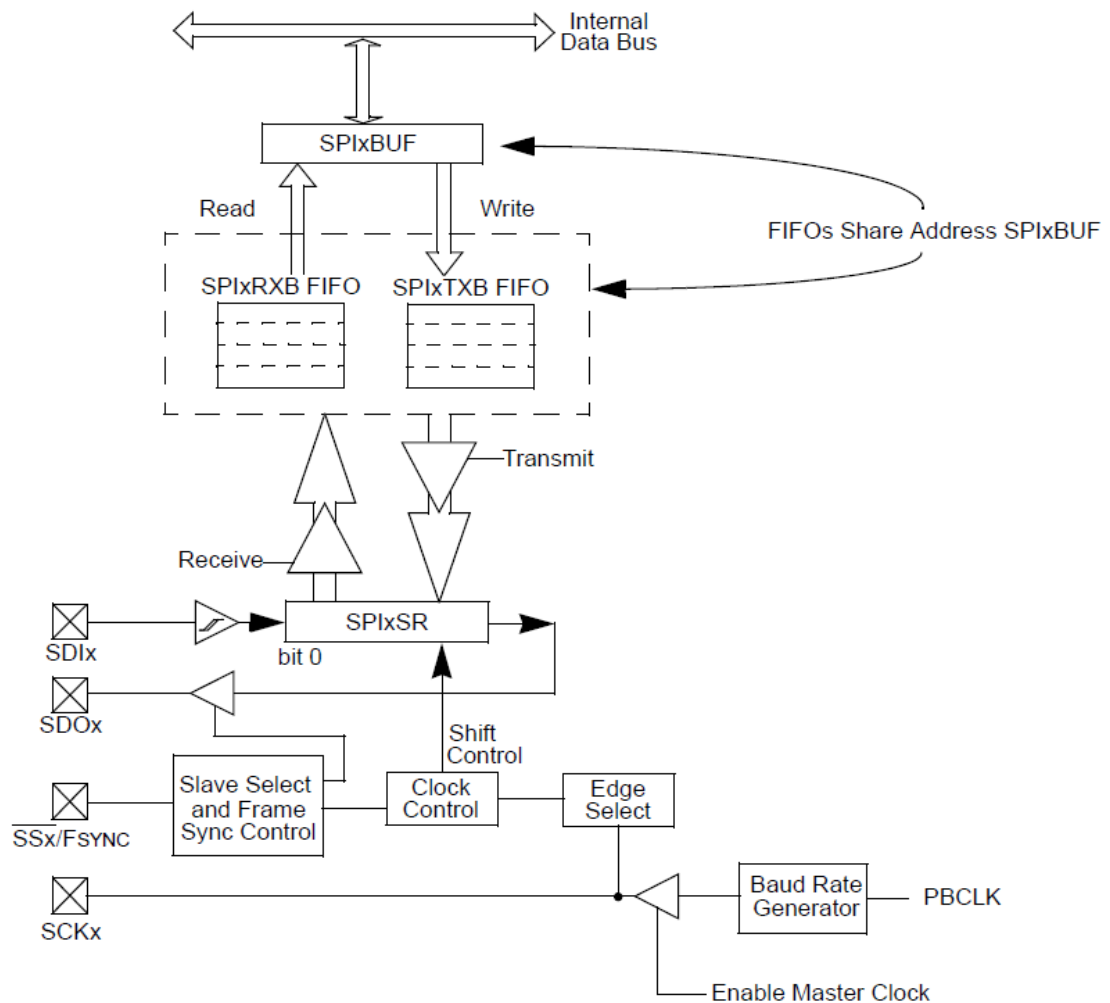 Internal
Data Bus
SPIxBUF
Read
Write
FIFOs Share Address SPIxBUF
SPIxRXB FIFO
SPIxTXB FIFO
Transmit
Receive
SPIxSR
SDIx
bit 0
SDOx
Shift
Control
Slave Select
and Frame
Sync Control
Clock
Control
Edge
Select
SSx/FSYNC
Baud Rate
Generator
PBCLK
SCKx
Enable Master Clock